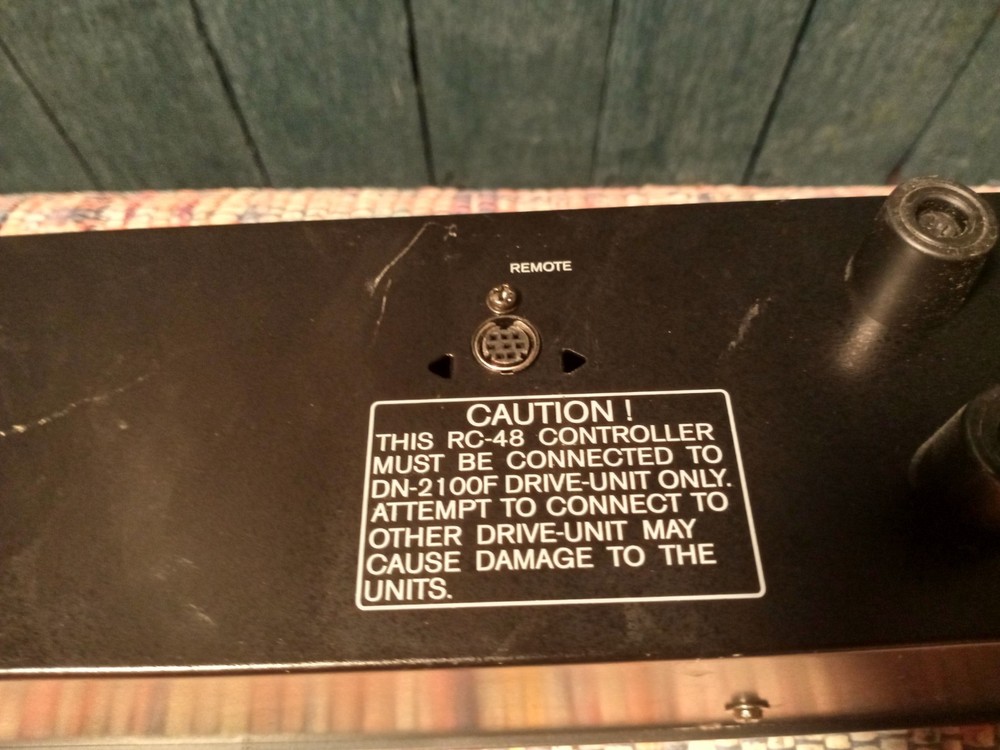 REMOTE
CAUTION !
THIS RC-48 CONTROLLER
MUST BE CONNECTED TO
DN-2100F DRIVE-UNIT ONLY.
ATTEMPT TO CONNECT TO
OTHER DRIVE-UNIT MAY
CAUSE DAMAGE TO THE
UNITS.